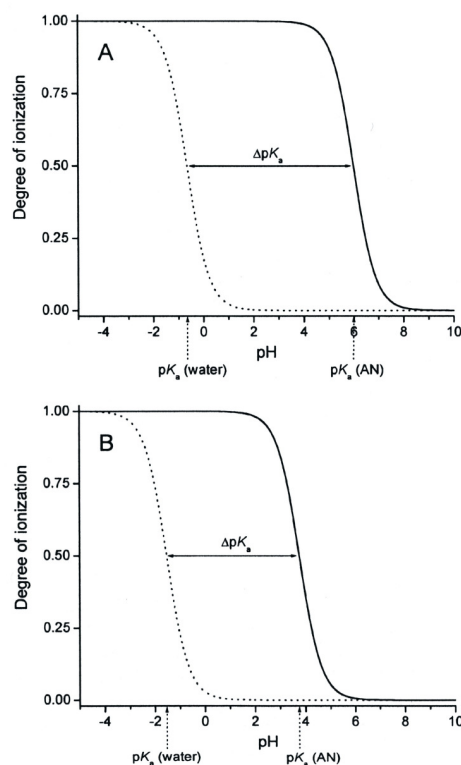 A
Degree of ionization
1.00
0.75
0.50
0.25
0.00
ΔpKa
-4
-2
0
2
4
6
8
10
pH
pKa (water)
pKa (AN)
B
Degree of ionization
1.00
0.75
0.50
0.25
0.00
ΔpKa
-4
-2
0
2
4
6
8
10
pH
pKa (water)
pKa (AN)